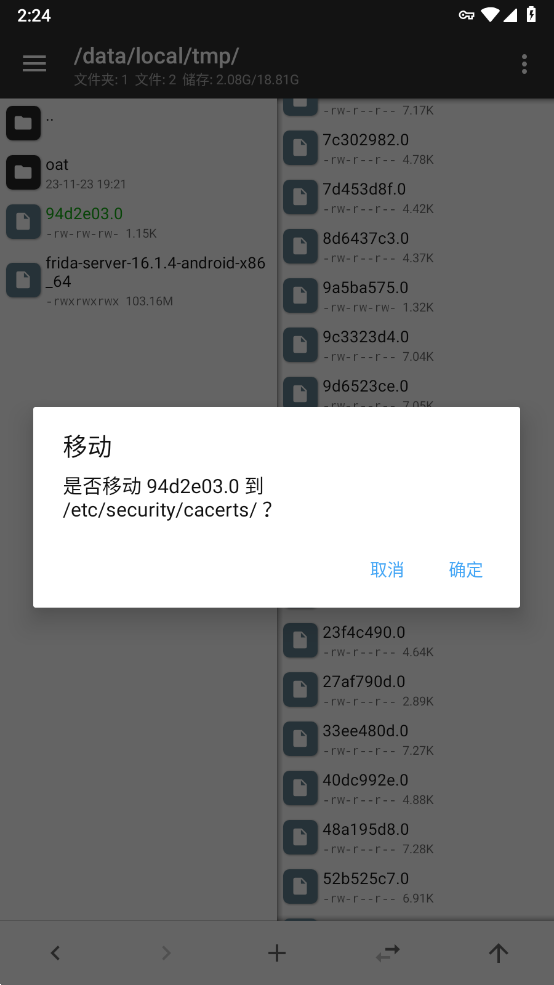 2:24
/data/local/tmp/
文件夹: 1 文件: 2 储存: 2.08G/18.81G
..
oat
23-11-23 19:21
94d2e03.0
-rw-rw-rw- 1.15K
frida-server-16.1.4-android-x86
_64
-rwxrwxrwx 103.16M
-rw-r--r-- 7.17K
7c302982.0
-rw-r--r-- 4.78K
7d453d8f.0
-rw-r--r-- 4.42K
8d6437c3.0
-rw-r--r-- 4.37K
9a5ba575.0
-rw-rw-rw- 1.32K
9c3323d4.0
-rw-r--r-- 7.04K
9d6523ce.0
-rw-r--r-- 7.05K
移动
是否移动 94d2e03.0 到
/etc/security/cacerts/ ?
取消
确定
23f4c490.0
-rw-r--r-- 4.64K
27af790d.0
-rw-r--r-- 2.89K
33ee480d.0
-rw-r--r-- 7.27K
40dc992e.0
-rw-r--r-- 4.88K
48a195d8.0
-rw-r--r-- 7.28K
52b525c7.0
-rw-r--r-- 6.91K